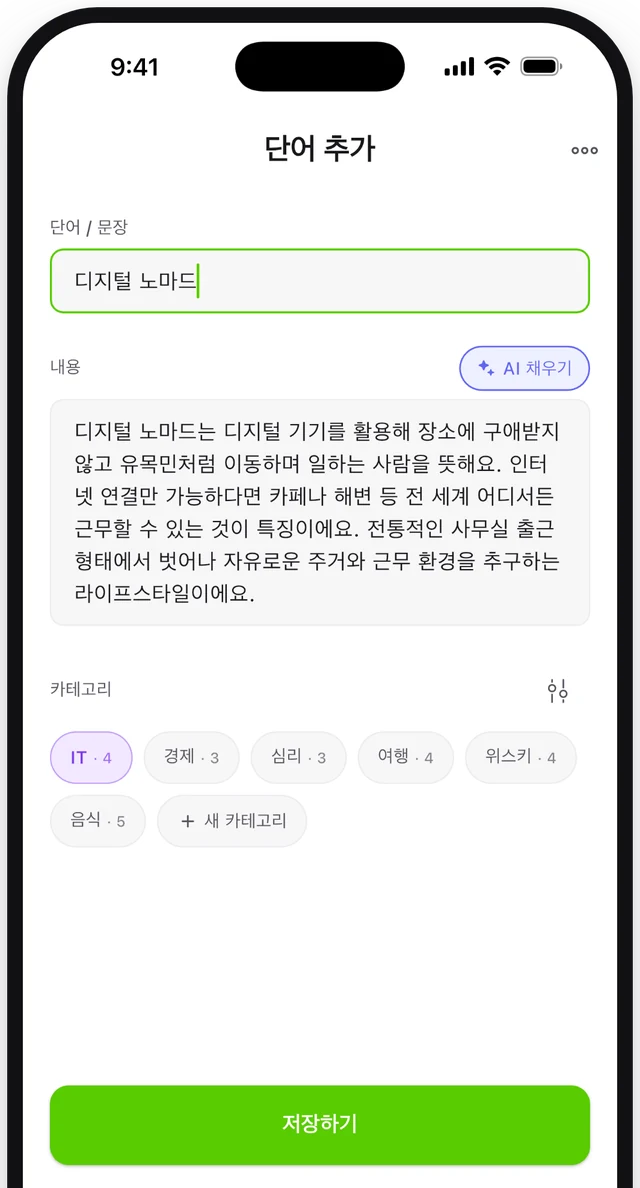 9:41
단어 추가
단어 / 문장
디지털 노마드
내용
AI 채우기
디지털 노마드는 디지털 기기를 활용해 장소에 구애받지
않고 유목민처럼 이동하며 일하는 사람을 뜻해요. 인터
넷 연결만 가능하다면 카페나 해변 등 전 세계 어디서든
근무할 수 있는 것이 특징이에요. 전통적인 사무실 출근
형태에서 벗어나 자유로운 주거와 근무 환경을 추구하는
라이프스타일이에요.
카테고리
IT · 4 경제 · 3 심리 · 3 여행 · 4 위스키 · 4
음식 · 5 + 새 카테고리
저장하기